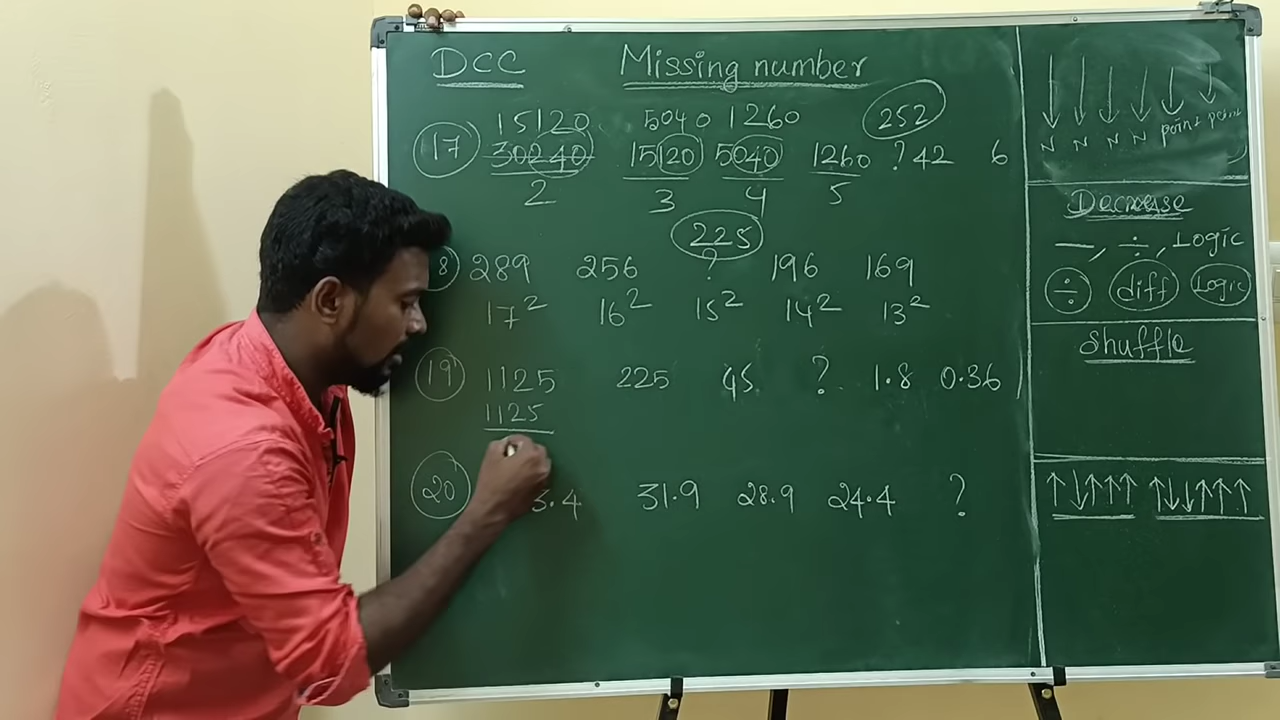 DCC Missing number
15120 5040 1260 252
17 30240 15120 5040 1260 ? 42 6
2 3 4 5
225
8 289 256 ? 196 169
17² 16² 15² 14² 13²
19 1125 225 45 ? 1.8 0.36
1125
20 3.4 31.9 28.9 24.4 ?
↓ ↓ ↓ ↓ ↓ ↓
N N N N point point
Decrease
—, ÷, Logic
÷ diff Logic
Shuffle
↑↓↑↑↑ ↑↓↓↑↑↑